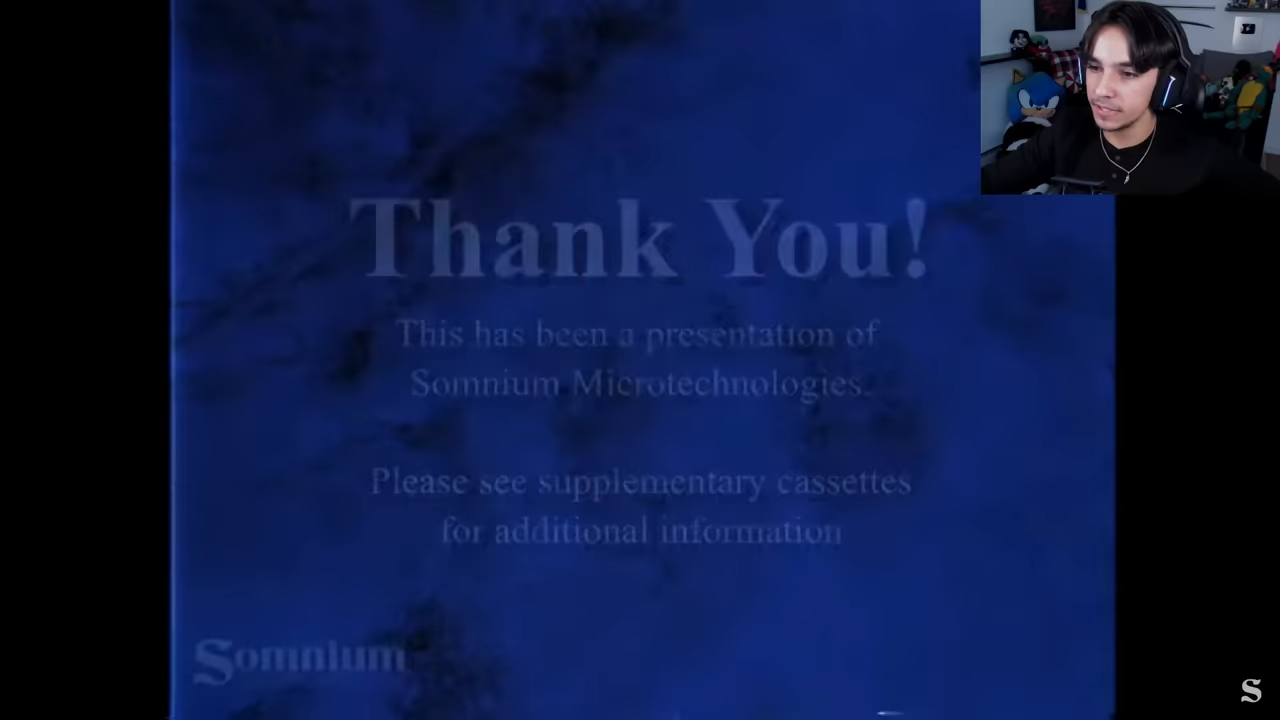 Thank You!
This has been a presentation of
Somnium Microtechnologies.
Please see supplementary cassettes
for additional information
Somnium
S